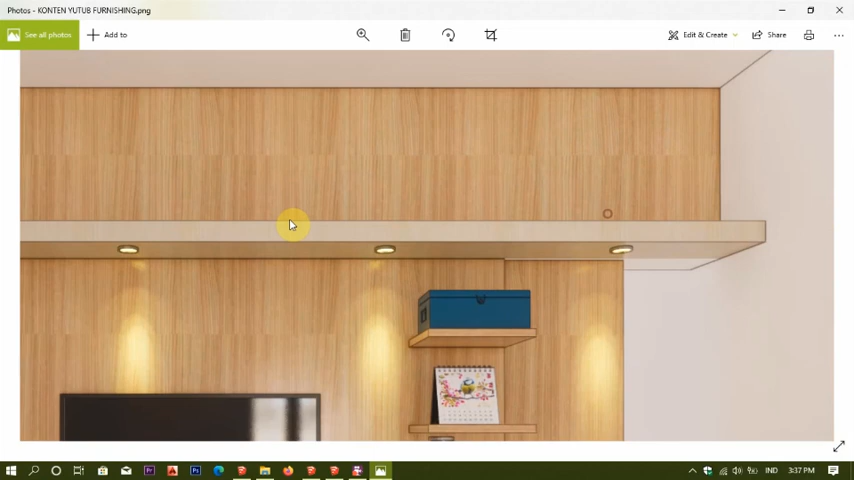 Photos - KONTEN YUTUB FURNISHING.png
See all photos
Add to
Edit & Create
Share
IND
3:37 PM